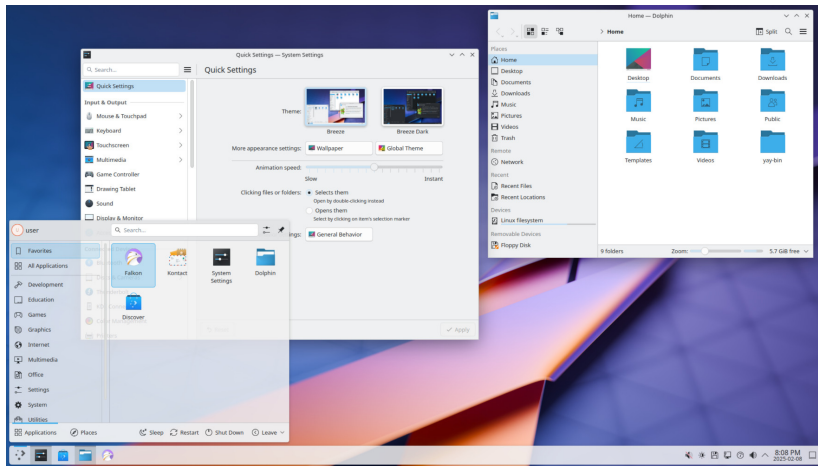 Home — Dolphin
Home
Split
Places
Home
Desktop
Documents
Downloads
Music
Pictures
Videos
Trash
Remote
Network
Recent
Recent Files
Recent Locations
Devices
Linux filesystem
Removable Devices
Floppy Disk
Desktop
Documents
Downloads
Music
Pictures
Public
Templates
Videos
yay-bin
9 folders
Zoom:
5.7 GiB free
Quick Settings — System Settings
Search...
Quick Settings
Quick Settings
Input & Output
Mouse & Touchpad
Keyboard
Touchscreen
Multimedia
Game Controller
Drawing Tablet
Sound
Display & Monitor
Theme:
Breeze
Breeze Dark
More appearance settings:
Wallpaper
Global Theme
Animation speed:
Slow
Instant
Clicking files or folders:
Selects them
Open by double-clicking instead
Opens them
Select by clicking on item's selection marker
ings:
General Behavior
Apply
user
Search...
Favorites
All Applications
Development
Education
Games
Graphics
Internet
Multimedia
Office
Settings
System
Utilities
Falkon
Kontact
System
Settings
Dolphin
Discover
Applications
Places
Sleep
Restart
Shut Down
Leave
8:08 PM
2025-02-08